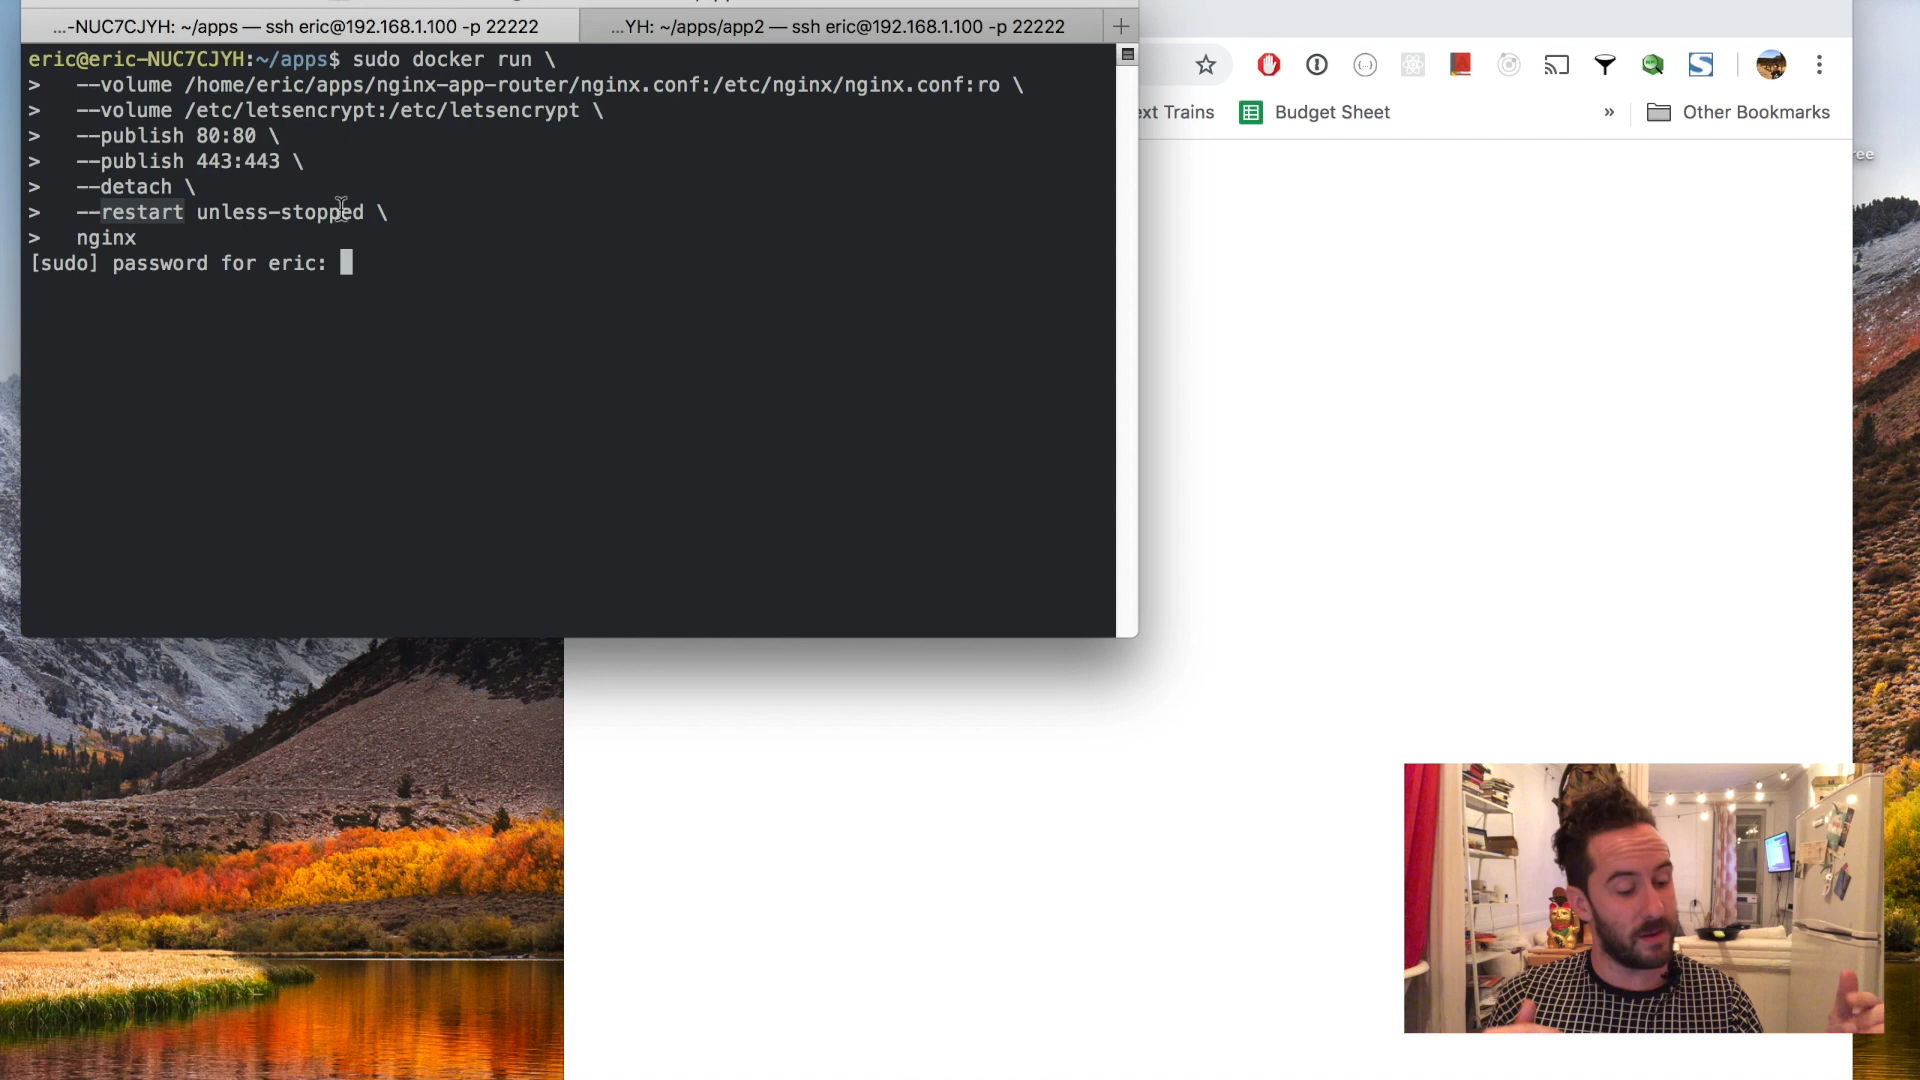 ...-NUC7CJYH: ~/apps — ssh eric@192.168.1.100 -p 22222
...YH: ~/apps/app2 — ssh eric@192.168.1.100 -p 22222
eric@eric-NUC7CJYH:~/apps$ sudo docker run \
>   --volume /home/eric/apps/nginx-app-router/nginx.conf:/etc/nginx/nginx.conf:ro \
>   --volume /etc/letsencrypt:/etc/letsencrypt \
>   --publish 80:80 \
>   --publish 443:443 \
>   --detach \
>   --restart unless-stopped \
>   nginx
[sudo] password for eric:
ext Trains
Budget Sheet
»
Other Bookmarks
ree